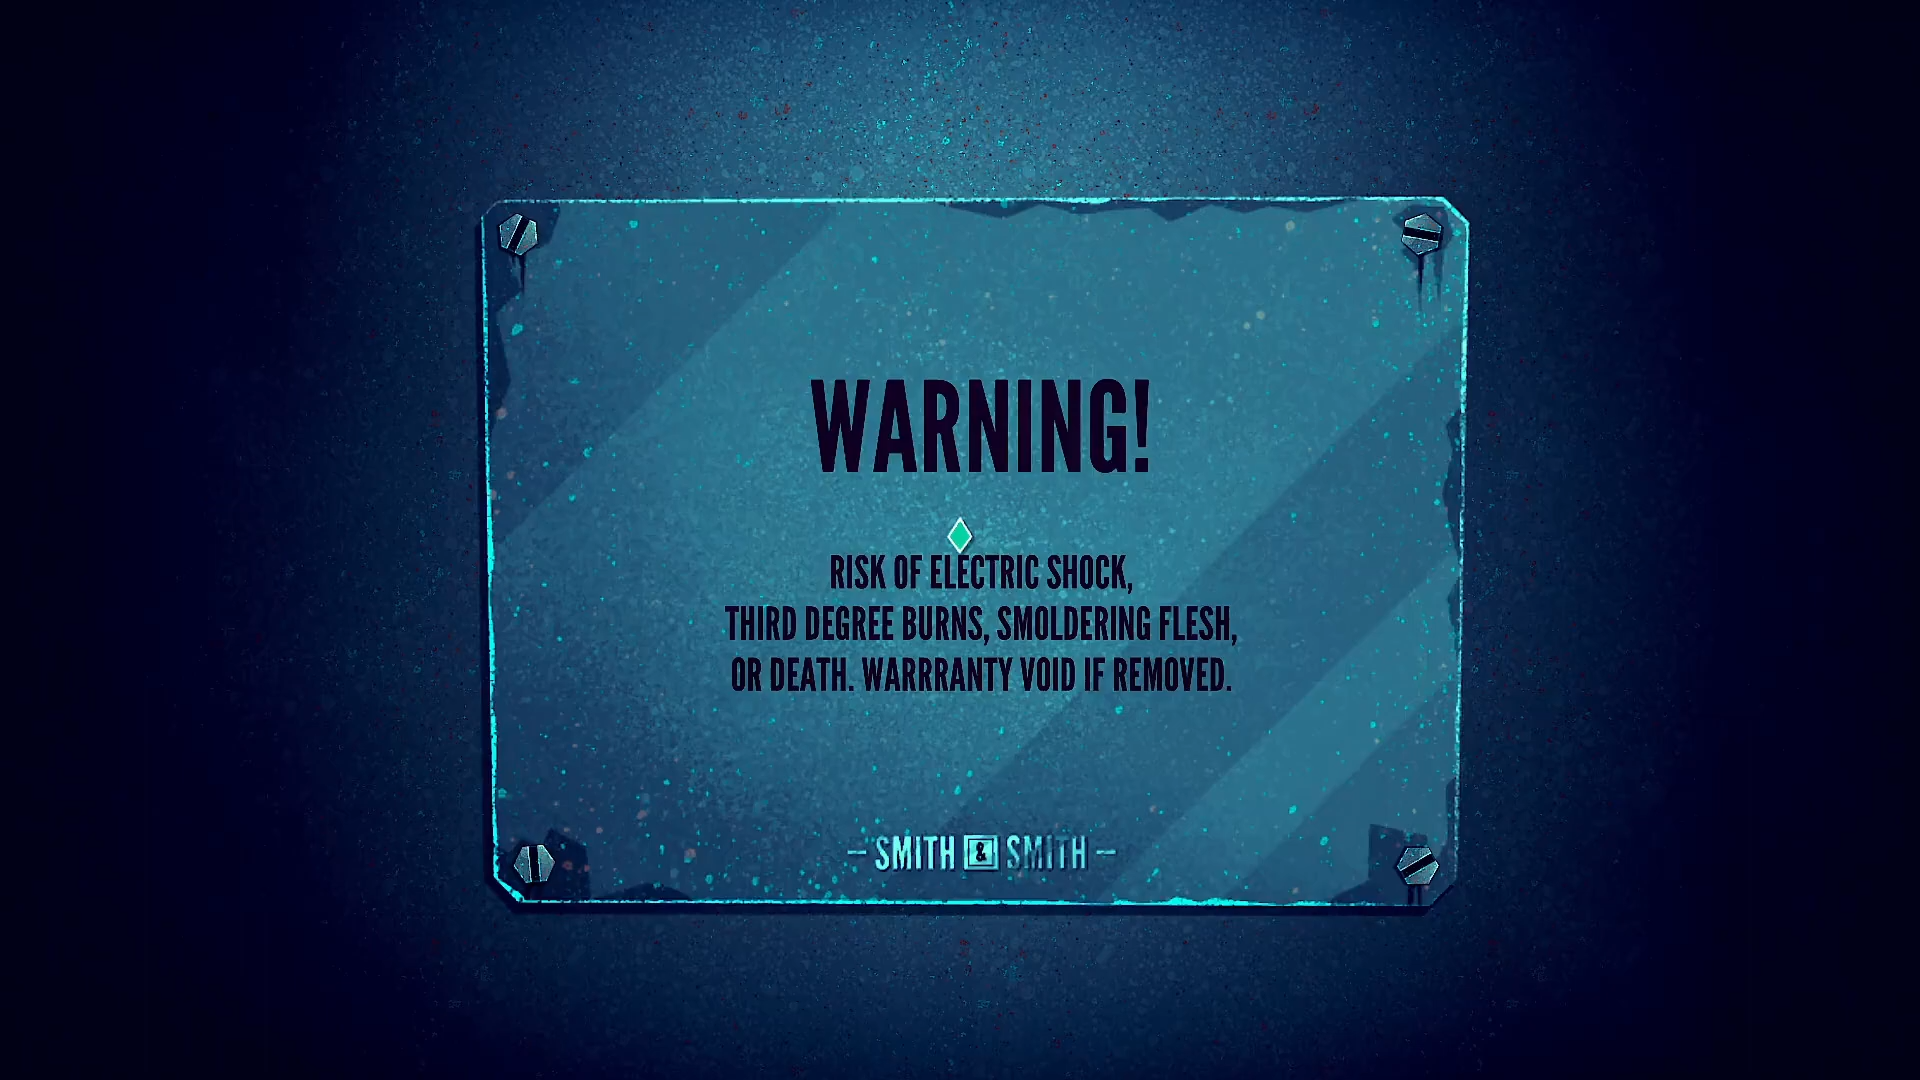 WARNING!
RISK OF ELECTRIC SHOCK,
THIRD DEGREE BURNS, SMOLDERING FLESH,
OR DEATH. WARRRANTY VOID IF REMOVED.
– SMITH & SMITH –